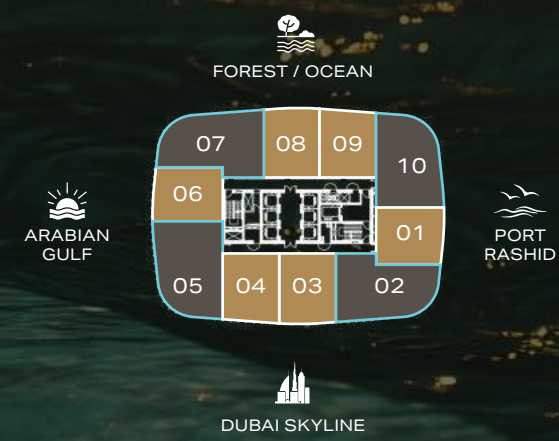 FOREST / OCEAN
07
08
09
10
06
ARABIAN
GULF
01
PORT
RASHID
05
04
03
02
DUBAI SKYLINE